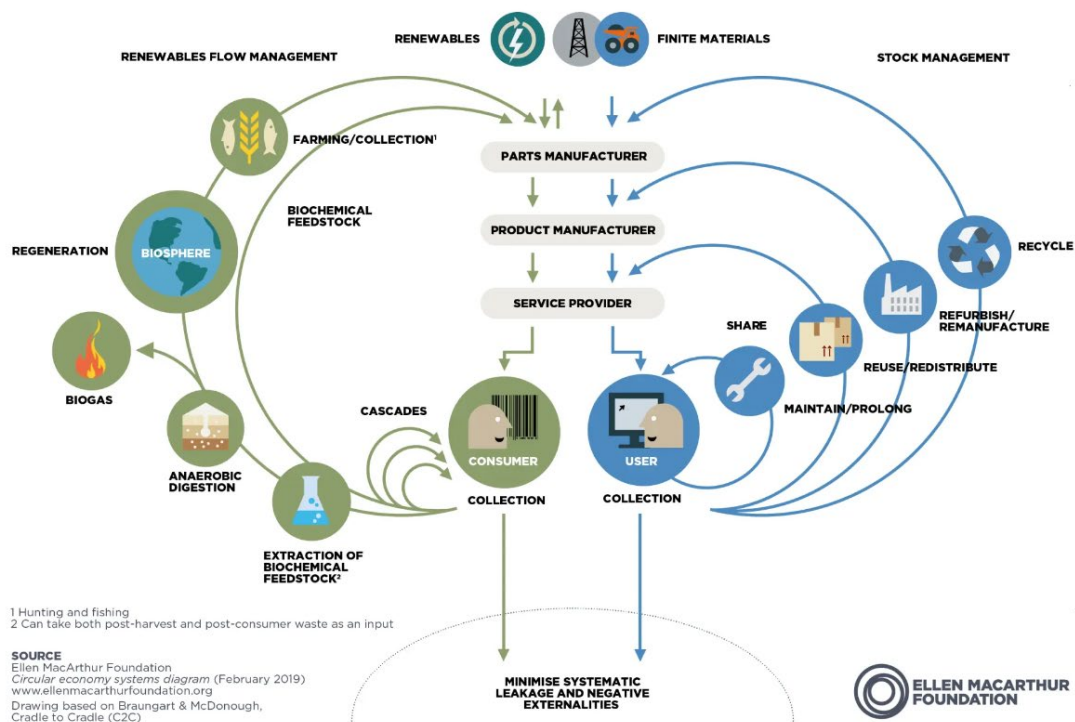 RENEWABLES
FINITE MATERIALS
RENEWABLES FLOW MANAGEMENT
STOCK MANAGEMENT
FARMING/COLLECTION¹
PARTS MANUFACTURER
BIOCHEMICAL
FEEDSTOCK
REGENERATION
BIOSPHERE
PRODUCT MANUFACTURER
RECYCLE
SERVICE PROVIDER
SHARE
REFURBISH/
REMANUFACTURE
REUSE/REDISTRIBUTE
BIOGAS
CASCADES
MAINTAIN/PROLONG
CONSUMER
USER
ANAEROBIC
DIGESTION
COLLECTION
COLLECTION
EXTRACTION OF
BIOCHEMICAL
FEEDSTOCK²
1 Hunting and fishing
2 Can take both post-harvest and post-consumer waste as an input
SOURCE
Ellen MacArthur Foundation
Circular economy systems diagram (February 2019)
www.ellenmacarthurfoundation.org
Drawing based on Braungart & McDonough,
Cradle to Cradle (C2C)
MINIMISE SYSTEMATIC
LEAKAGE AND NEGATIVE
EXTERNALITIES
ELLEN MACARTHUR
FOUNDATION